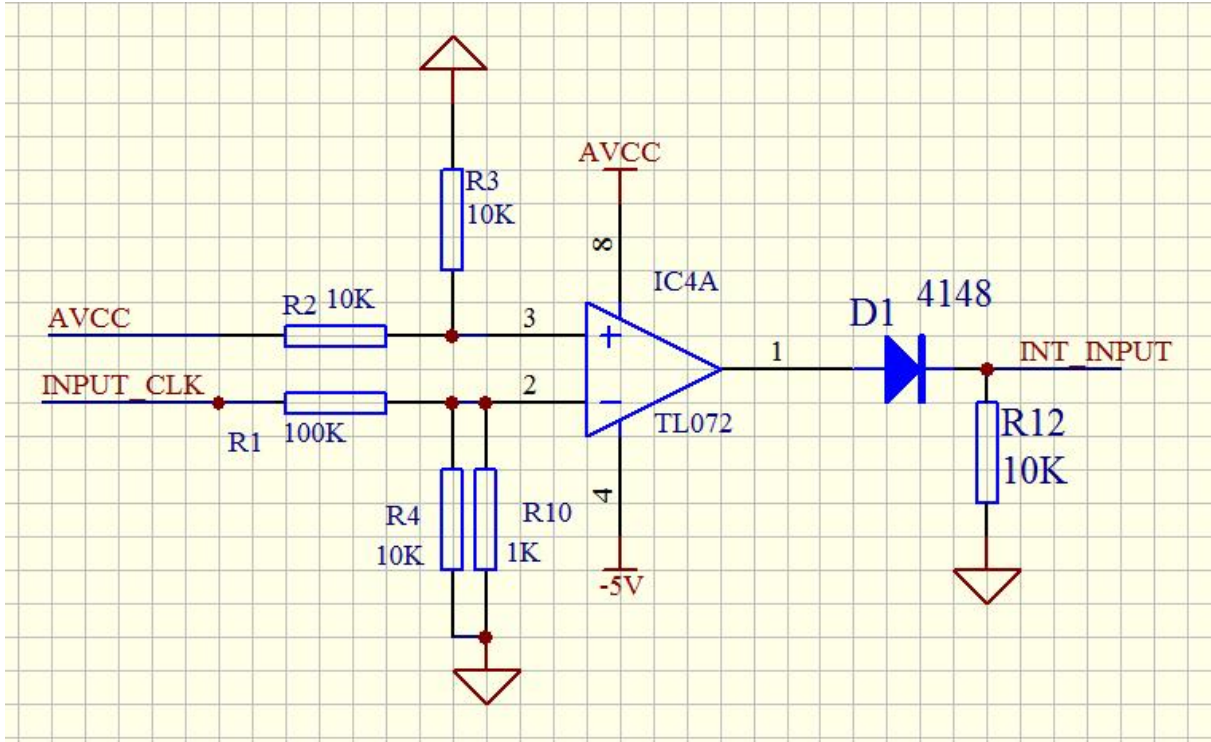 AVCC
R3
10K
8
IC4A
4148
D1
R2 10K
AVCC
3
1
INT_INPUT
INPUT_CLK
2
R1
100K
TL072
R12
10K
R4
10K
R10
1K
4
-5V